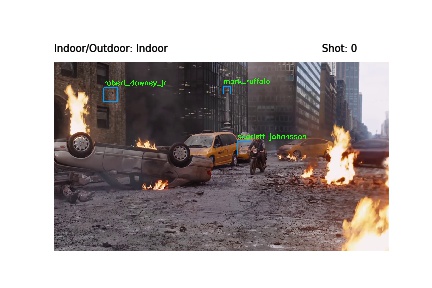 Indoor/Outdoor: Indoor
Shot: 0
robert_downey_jr
mark_ruffalo
scarlett_johansson